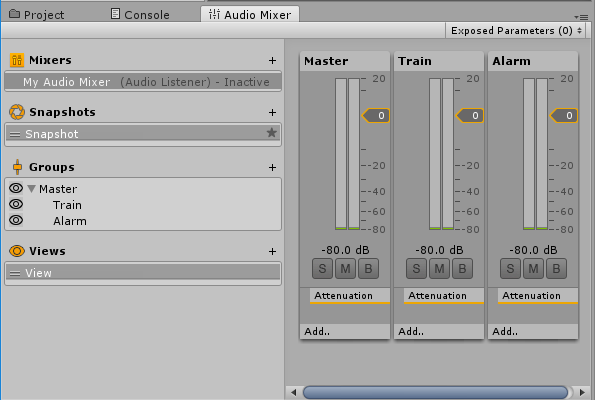 Project Console Audio Mixer
Exposed Parameters (0)
Mixers +
My Audio Mixer (Audio Listener) - Inactive
Snapshots +
Snapshot
Groups +
Master
Train
Alarm
Views +
View
Master
20
0
-20
-40
-60
-80
-80.0 dB
S M B
Attenuation
Add..
Train
20
0
-20
-40
-60
-80
-80.0 dB
S M B
Attenuation
Add..
Alarm
20
0
-20
-40
-60
-80
-80.0 dB
S M B
Attenuation
Add..